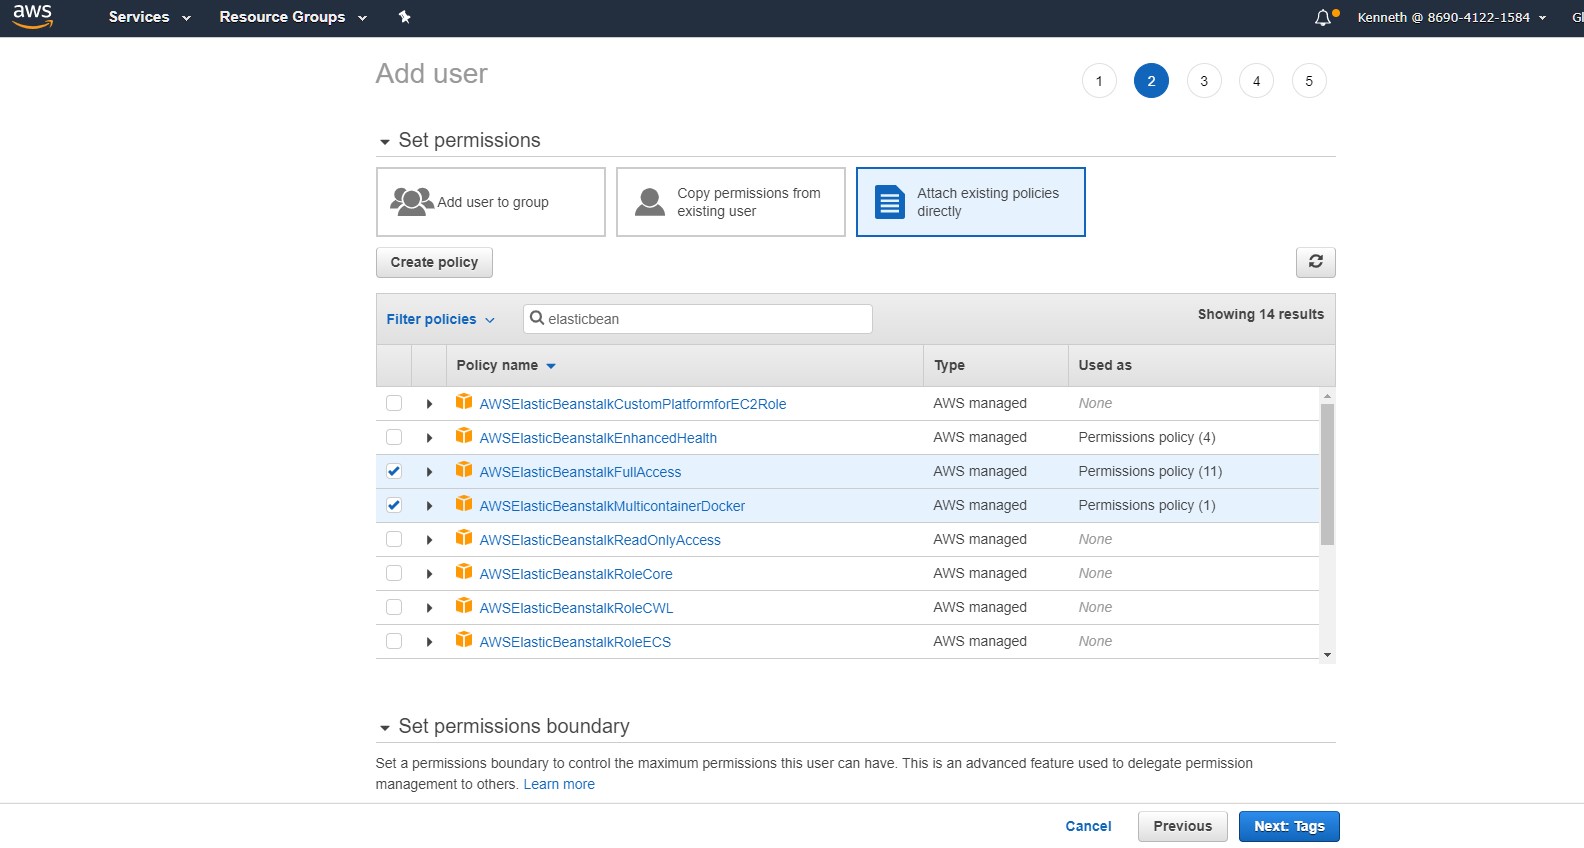 aws Services Resource Groups Kenneth @ 8690-4122-1584 Gl
Add user 1 2 3 4 5
Set permissions
Add user to group
Copy permissions from
existing user
Attach existing policies
directly
Create policy
Filter policies elasticbean Showing 14 results
Policy name Type Used as
AWSElasticBeanstalkCustomPlatformforEC2Role AWS managed None
AWSElasticBeanstalkEnhancedHealth AWS managed Permissions policy (4)
AWSElasticBeanstalkFullAccess AWS managed Permissions policy (11)
AWSElasticBeanstalkMulticontainerDocker AWS managed Permissions policy (1)
AWSElasticBeanstalkReadOnlyAccess AWS managed None
AWSElasticBeanstalkRoleCore AWS managed None
AWSElasticBeanstalkRoleCWL AWS managed None
AWSElasticBeanstalkRoleECS AWS managed None
Set permissions boundary
Set a permissions boundary to control the maximum permissions this user can have. This is an advanced feature used to delegate permission
management to others. Learn more
Cancel Previous Next: Tags